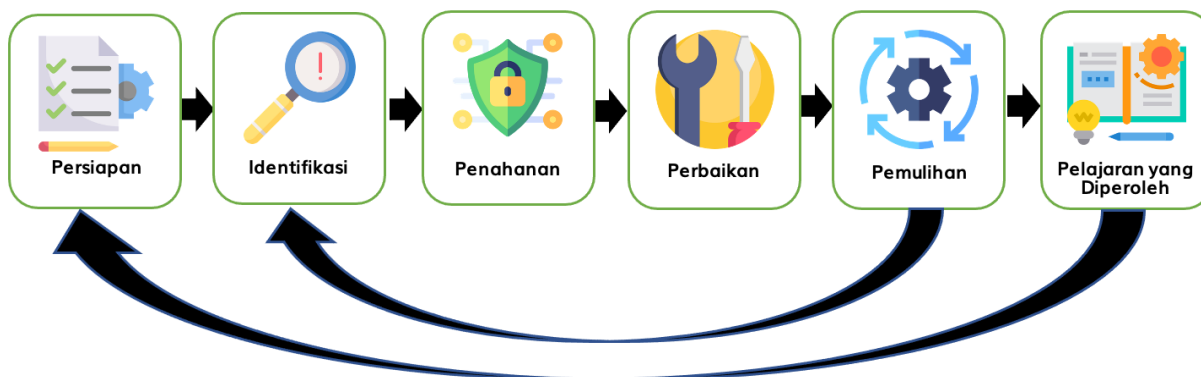 Persiapan
Identifikasi
Penahanan
Perbaikan
Pemulihan
Pelajaran yang
Diperoleh